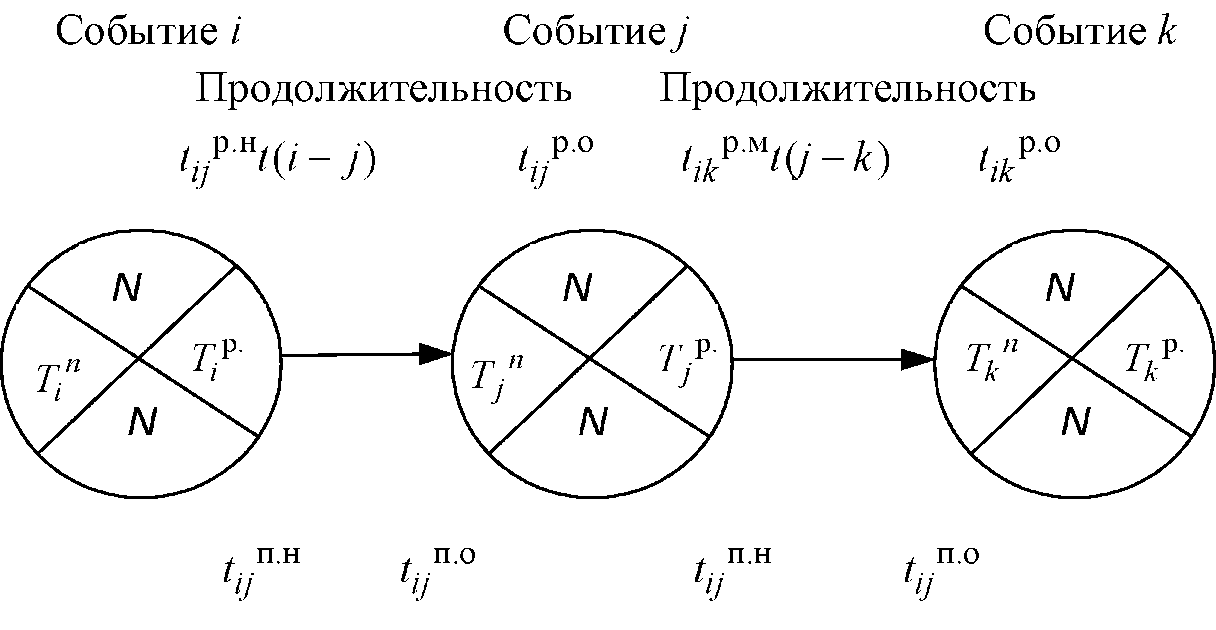 Событие i Событие j Событие k
Продолжительность Продолжительность
t_ij^р.н t(i – j) t_ij^р.о t_ik^р.м t(j – k) t_ik^р.о
N N N
T_i^n T_i^р. T_j^n T_j^р. T_k^n T_k^р.
N N N
t_ij^п.н t_ij^п.о t_ij^п.н t_ij^п.о